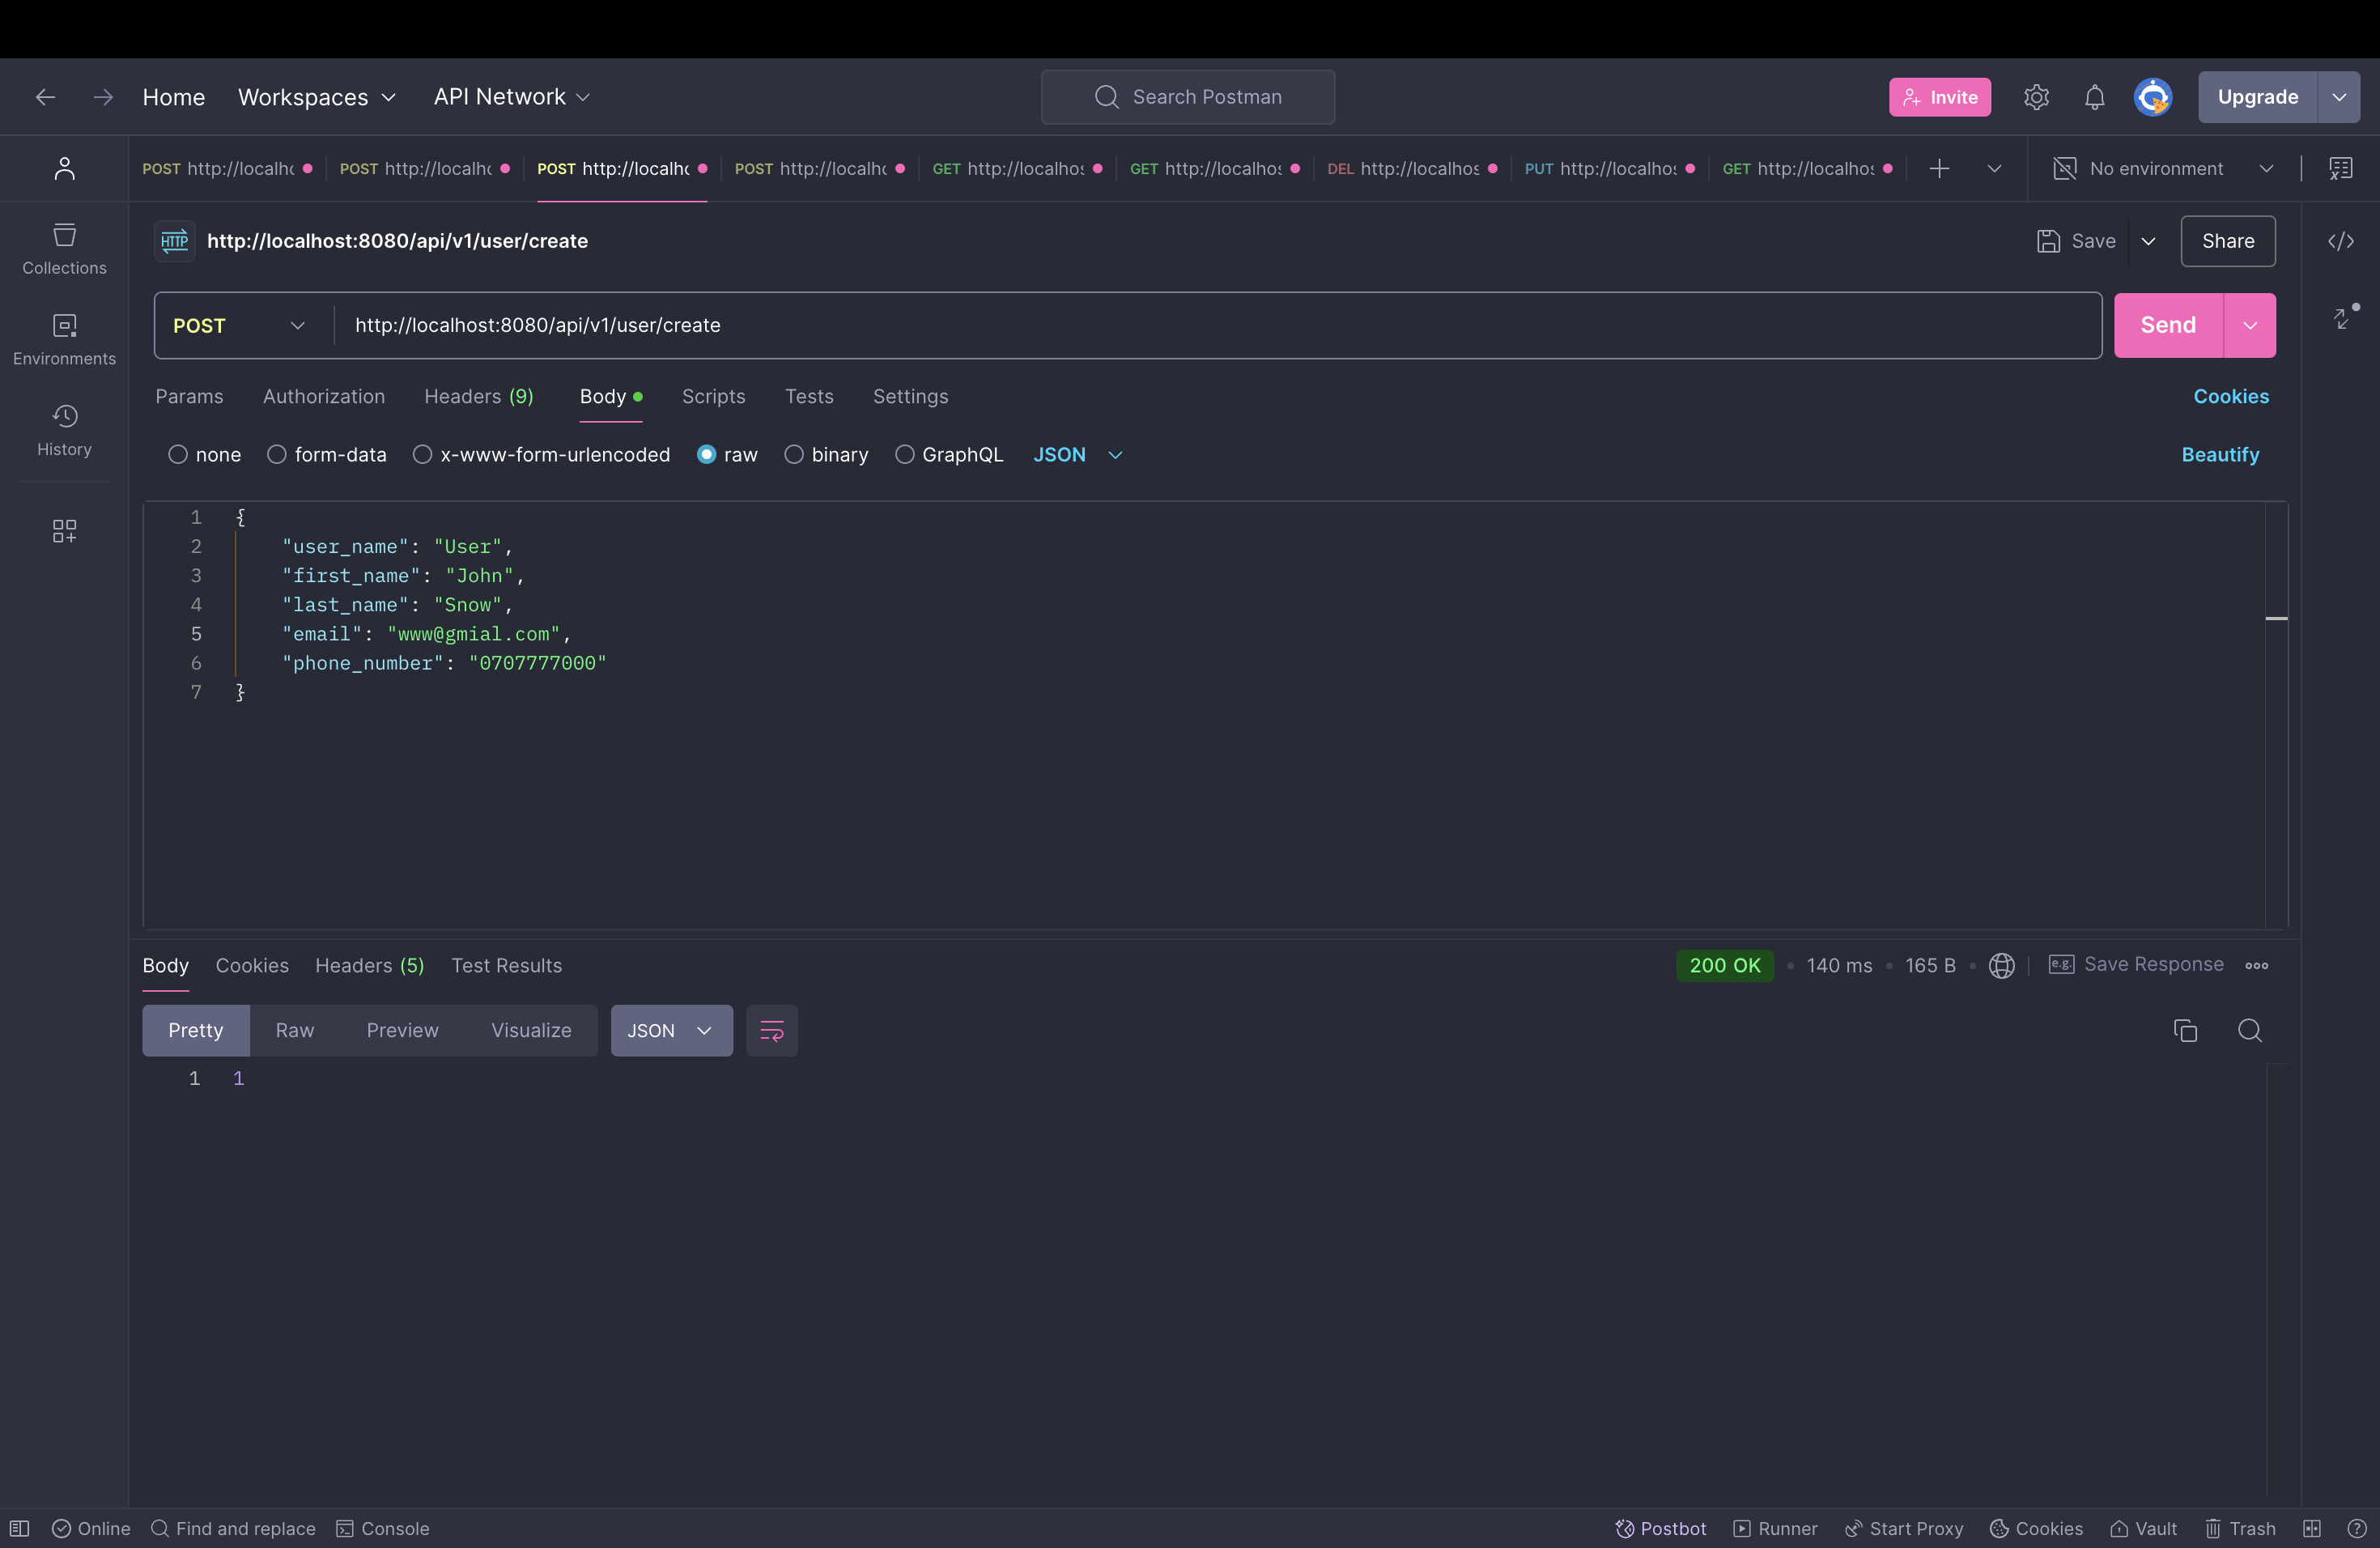 Home Workspaces API Network Search Postman Invite Upgrade
POST http://localhc POST http://localhc POST http://localhc POST http://localhc GET http://localhos GET http://localhos DEL http://localhos PUT http://localhos GET http://localhos No environment
HTTP http://localhost:8080/api/v1/user/create Save Share
Collections
POST http://localhost:8080/api/v1/user/create Send
Environments
Params Authorization Headers (9) Body Scripts Tests Settings Cookies
History
none form-data x-www-form-urlencoded raw binary GraphQL JSON Beautify
1 {
2 "user_name": "User",
3 "first_name": "John",
4 "last_name": "Snow",
5 "email": "www@gmial.com",
6 "phone_number": "0707777000"
7 }
Body Cookies Headers (5) Test Results 200 OK • 140 ms • 165 B • e.g. Save Response
Pretty Raw Preview Visualize JSON
1 1
Online Find and replace Console Postbot Runner Start Proxy Cookies Vault Trash